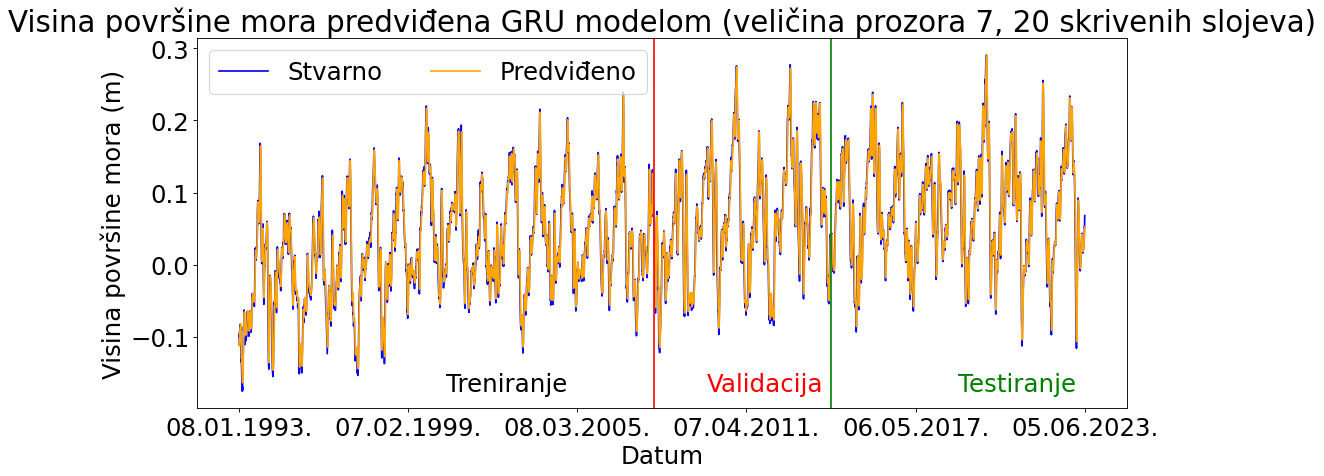 Visina površine mora predviđena GRU modelom (veličina prozora 7, 20 skrivenih slojeva)
Stvarno Predviđeno
Visina površine mora (m)
0.3
0.2
0.1
0.0
−0.1
Treniranje Validacija Testiranje
08.01.1993. 07.02.1999. 08.03.2005. 07.04.2011. 06.05.2017. 05.06.2023.
Datum